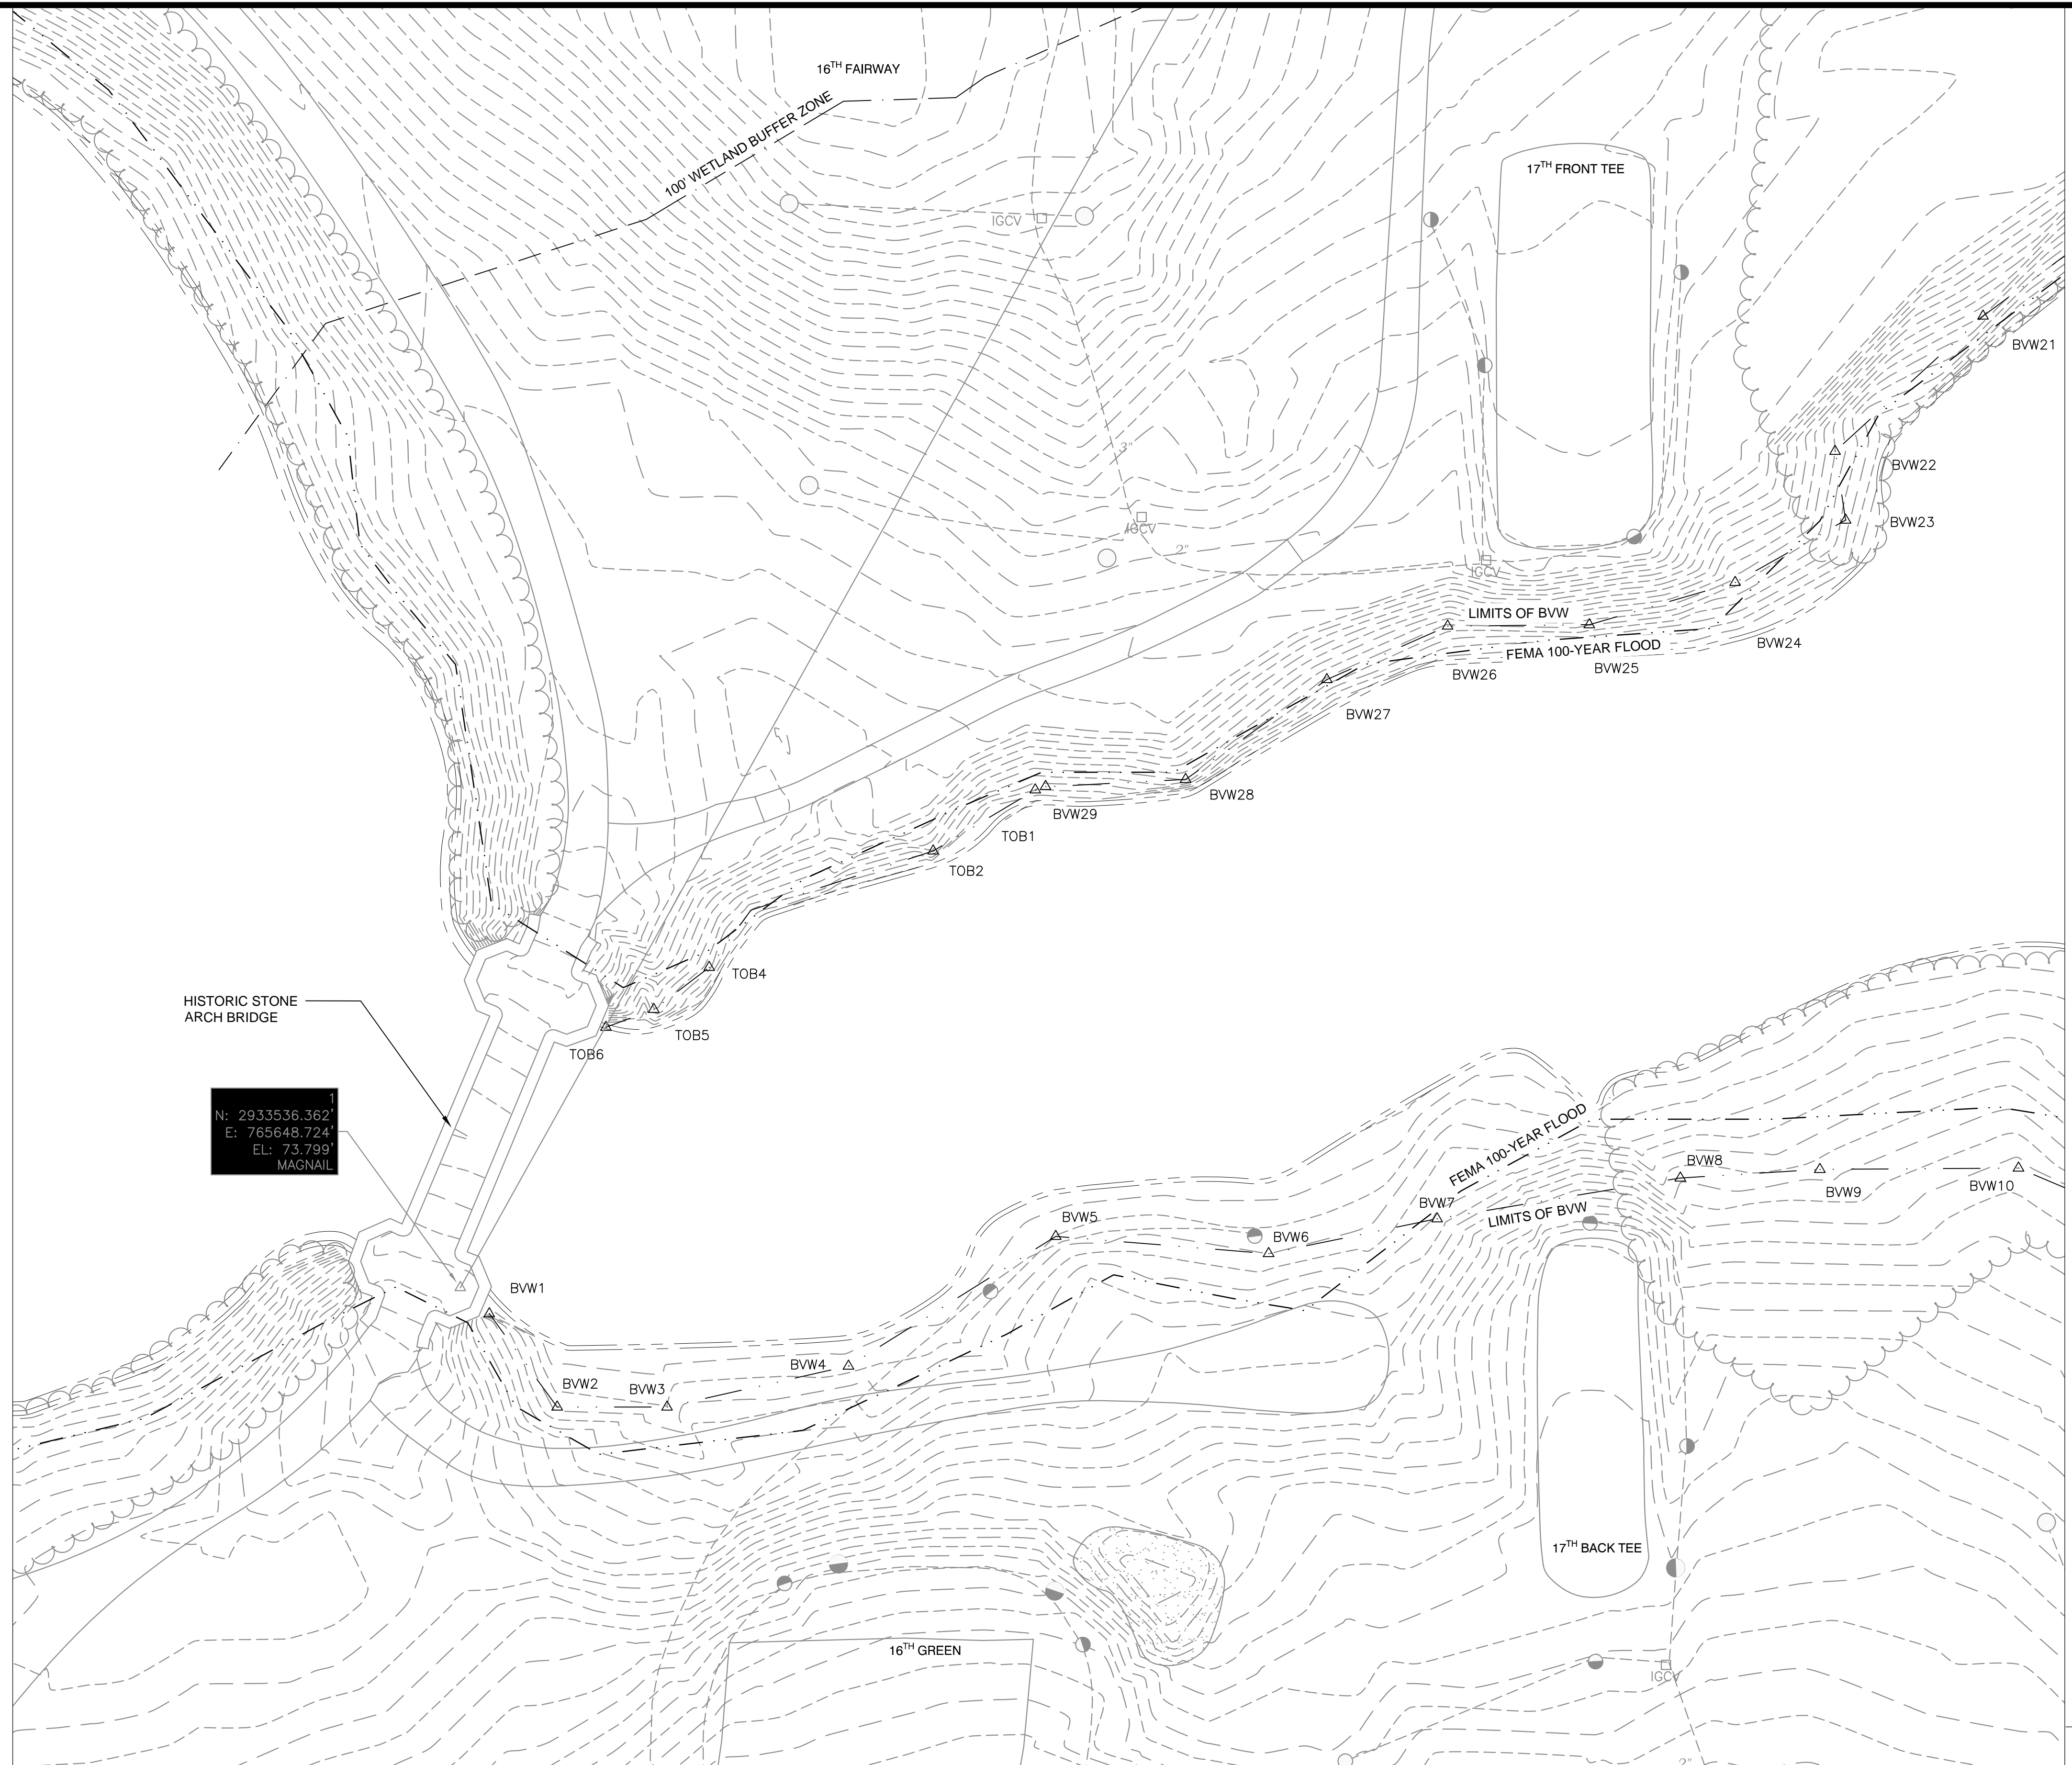 16TH FAIRWAY
100' WETLAND BUFFER ZONE
17TH FRONT TEE
IGCV
BVW21
3"
BVW22
IGCV
BVW23
2"
IGCV
LIMITS OF BVW
FEMA 100-YEAR FLOOD
BVW24
BVW25
BVW26
BVW27
BVW28
BVW29
TOB1
TOB2
TOB4
HISTORIC STONE
ARCH BRIDGE
TOB5
TOB6
1
N: 2933536.362'
E: 765648.724'
EL: 73.799'
MAGNAIL
FEMA 100-YEAR FLOOD
BVW8
BVW9
BVW10
BVW7
LIMITS OF BVW
BVW5
BVW6
BVW1
BVW4
BVW2
BVW3
17TH BACK TEE
16TH GREEN
IGCV
2"